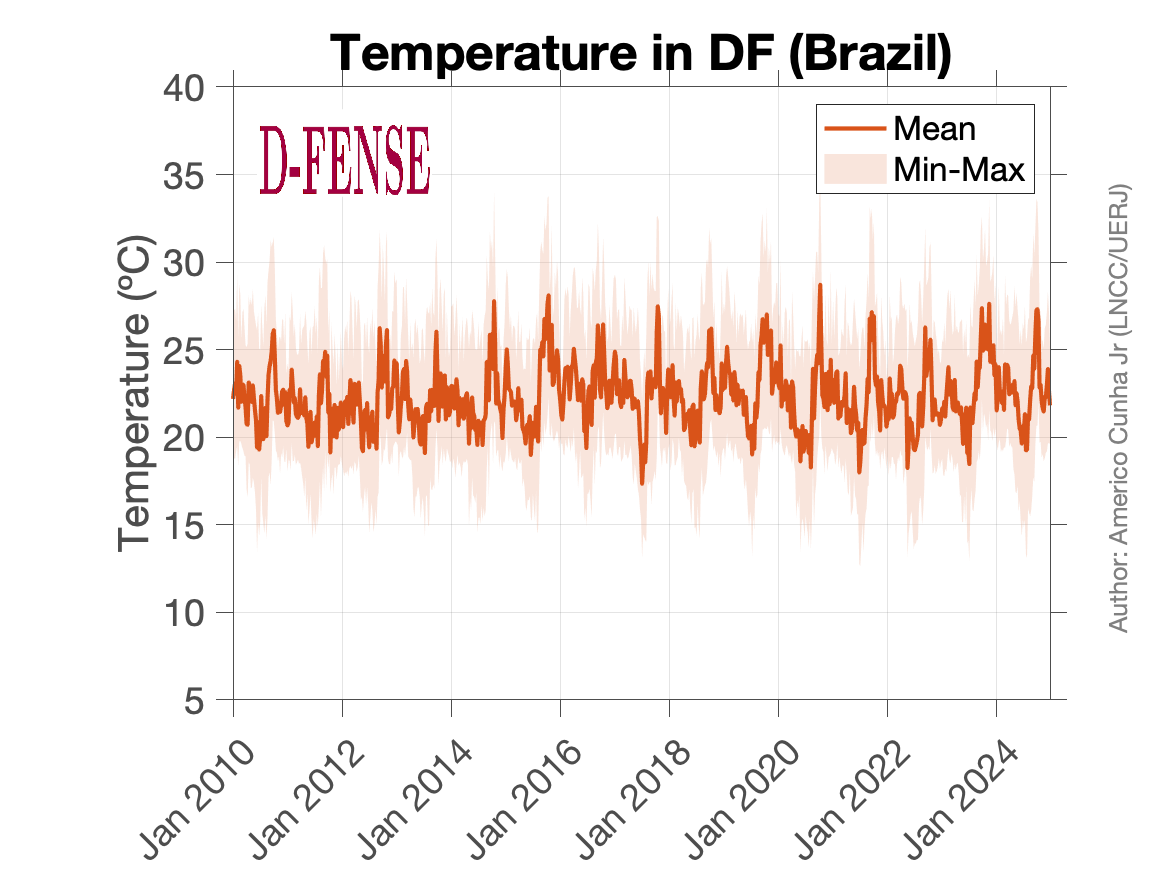 Temperature in DF (Brazil)
D-FENSE
Mean
Min-Max
Temperature (ºC)
40
35
30
25
20
15
10
5
Jan 2010
Jan 2012
Jan 2014
Jan 2016
Jan 2018
Jan 2020
Jan 2022
Jan 2024
Author: Americo Cunha Jr (LNCC/UERJ)